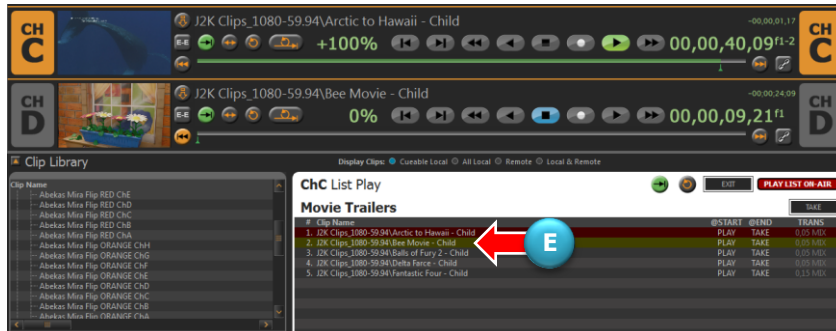 CH
C
J2K Clips_1080-59.94\Arctic to Hawaii - Child
-00,00,01,17
E-E
+100%
00,00,40,09f1-2
CH
C
CH
D
J2K Clips_1080-59.94\Bee Movie - Child
-00,00,24,09
E-E
0%
00,00,09,21f1
CH
D
Clip Library
Display Clips: Cueable Local All Local Remote Local & Remote
Clip Name
Abekas Mira Flip RED ChE
Abekas Mira Flip RED ChD
Abekas Mira Flip RED ChC
Abekas Mira Flip RED ChB
Abekas Mira Flip RED ChA
Abekas Mira Flip ORANGE ChH
Abekas Mira Flip ORANGE ChG
Abekas Mira Flip ORANGE ChF
Abekas Mira Flip ORANGE ChE
Abekas Mira Flip ORANGE ChD
Abekas Mira Flip ORANGE ChC
Abekas Mira Flip ORANGE ChB
Abekas Mira Flip ORANGE ChA
ChC List Play
EXIT
PLAY LIST ON-AIR
Movie Trailers
TAKE
# Clip Name @START @END TRANS
1. J2K Clips_1080-59.94\Arctic to Hawaii - Child PLAY TAKE 0,05 MIX
2. J2K Clips_1080-59.94\Bee Movie - Child PLAY TAKE 0,05 MIX
3. J2K Clips_1080-59.94\Balls of Fury 2 - Child PLAY TAKE 0,05 MIX
4. J2K Clips_1080-59.94\Delta Farce - Child PLAY TAKE 0,05 MIX
5. J2K Clips_1080-59.94\Fantastic Four - Child PLAY TAKE 0,15 MIX
E